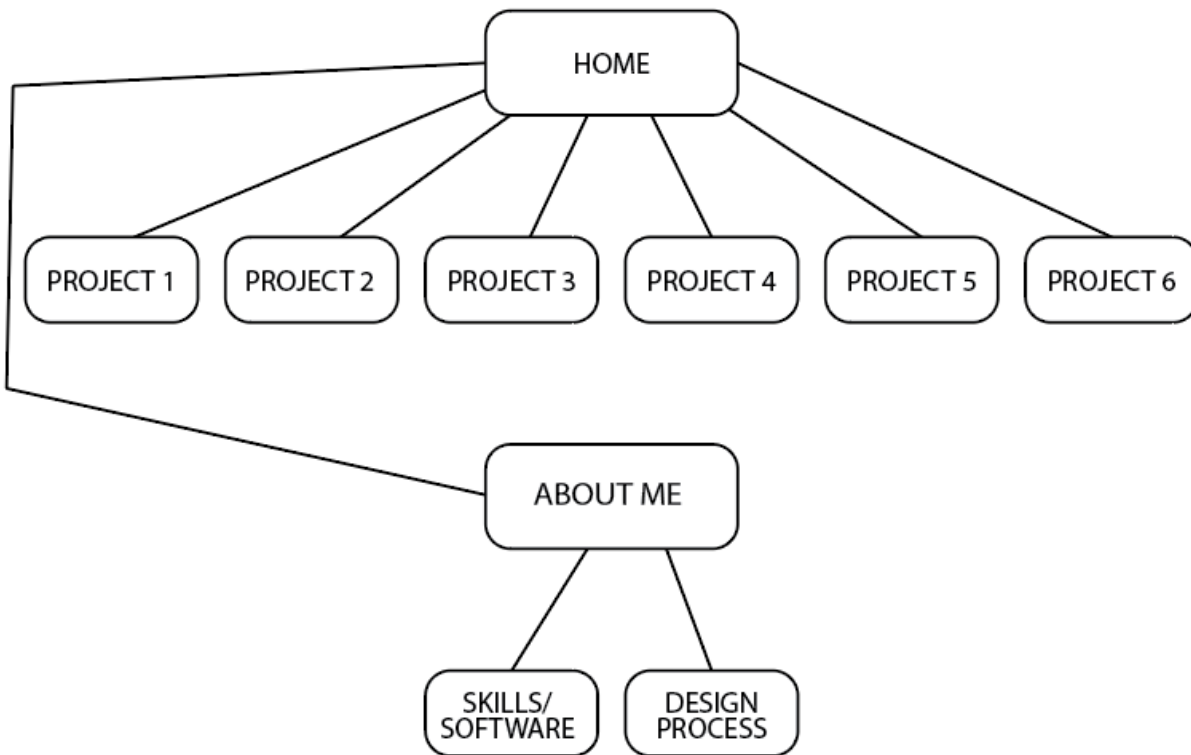 HOME
PROJECT 1
PROJECT 2
PROJECT 3
PROJECT 4
PROJECT 5
PROJECT 6
ABOUT ME
SKILLS/
SOFTWARE
DESIGN
PROCESS